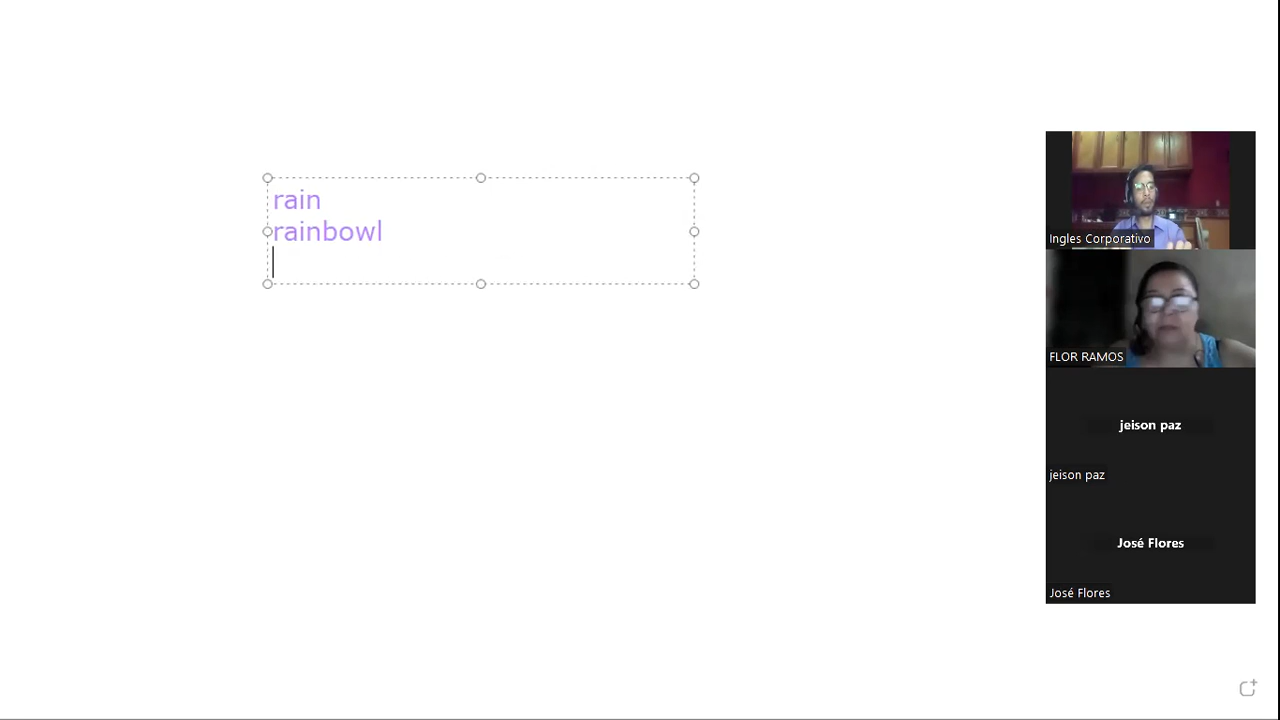 rain
rainbowl
Ingles Corporativo
FLOR RAMOS
jeison paz
jeison paz
José Flores
José Flores